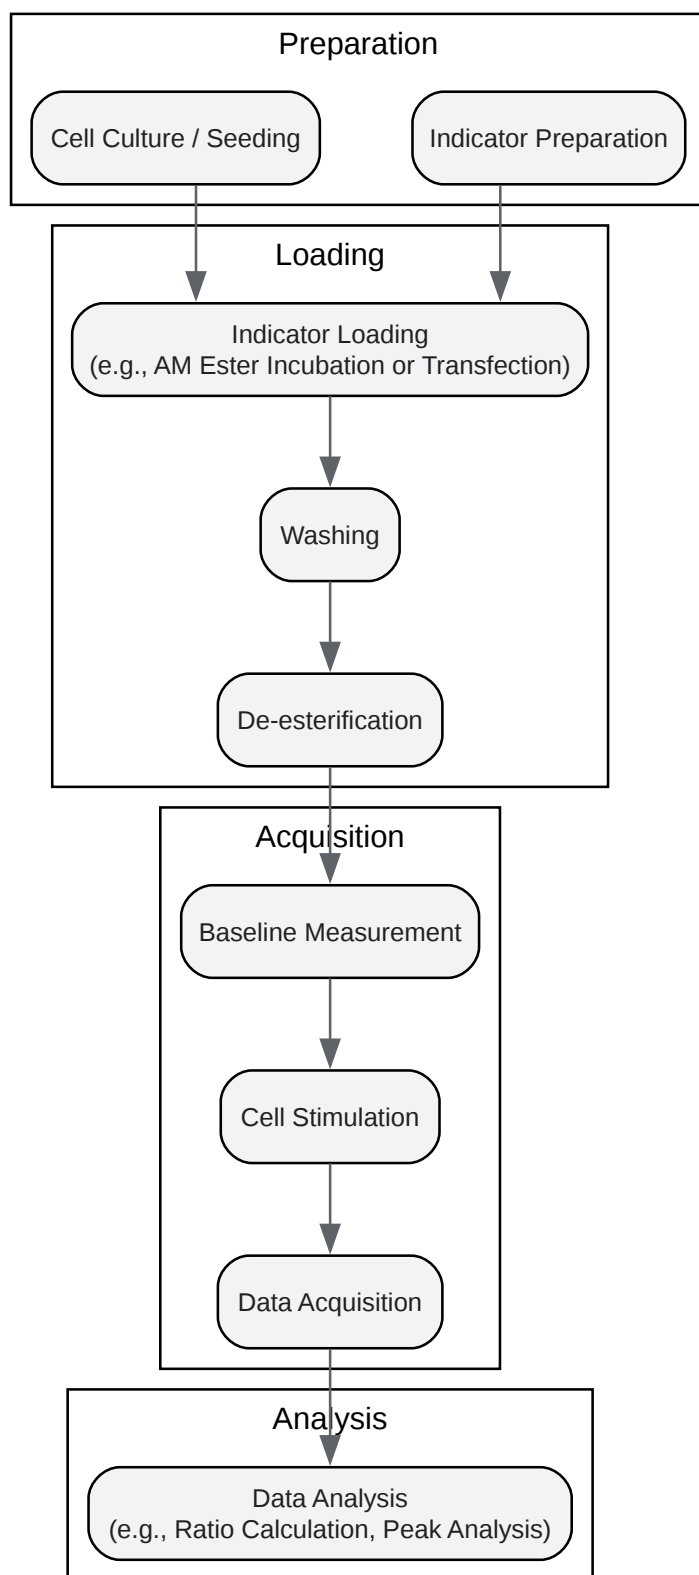 Preparation
Cell Culture / Seeding
Indicator Preparation
Loading
Indicator Loading
(e.g., AM Ester Incubation or Transfection)
Washing
De-esterification
Acquisition
Baseline Measurement
Cell Stimulation
Data Acquisition
Analysis
Data Analysis
(e.g., Ratio Calculation, Peak Analysis)